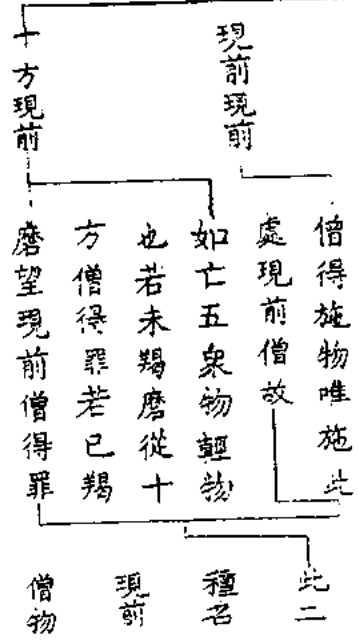 現前現前
十方現前
僧得施物唯施此
處現前僧故
如亡五衆物輕物
也若未羯磨從十
方僧得罪若已羯
磨望現前僧得罪
此二
種名
現前
僧物